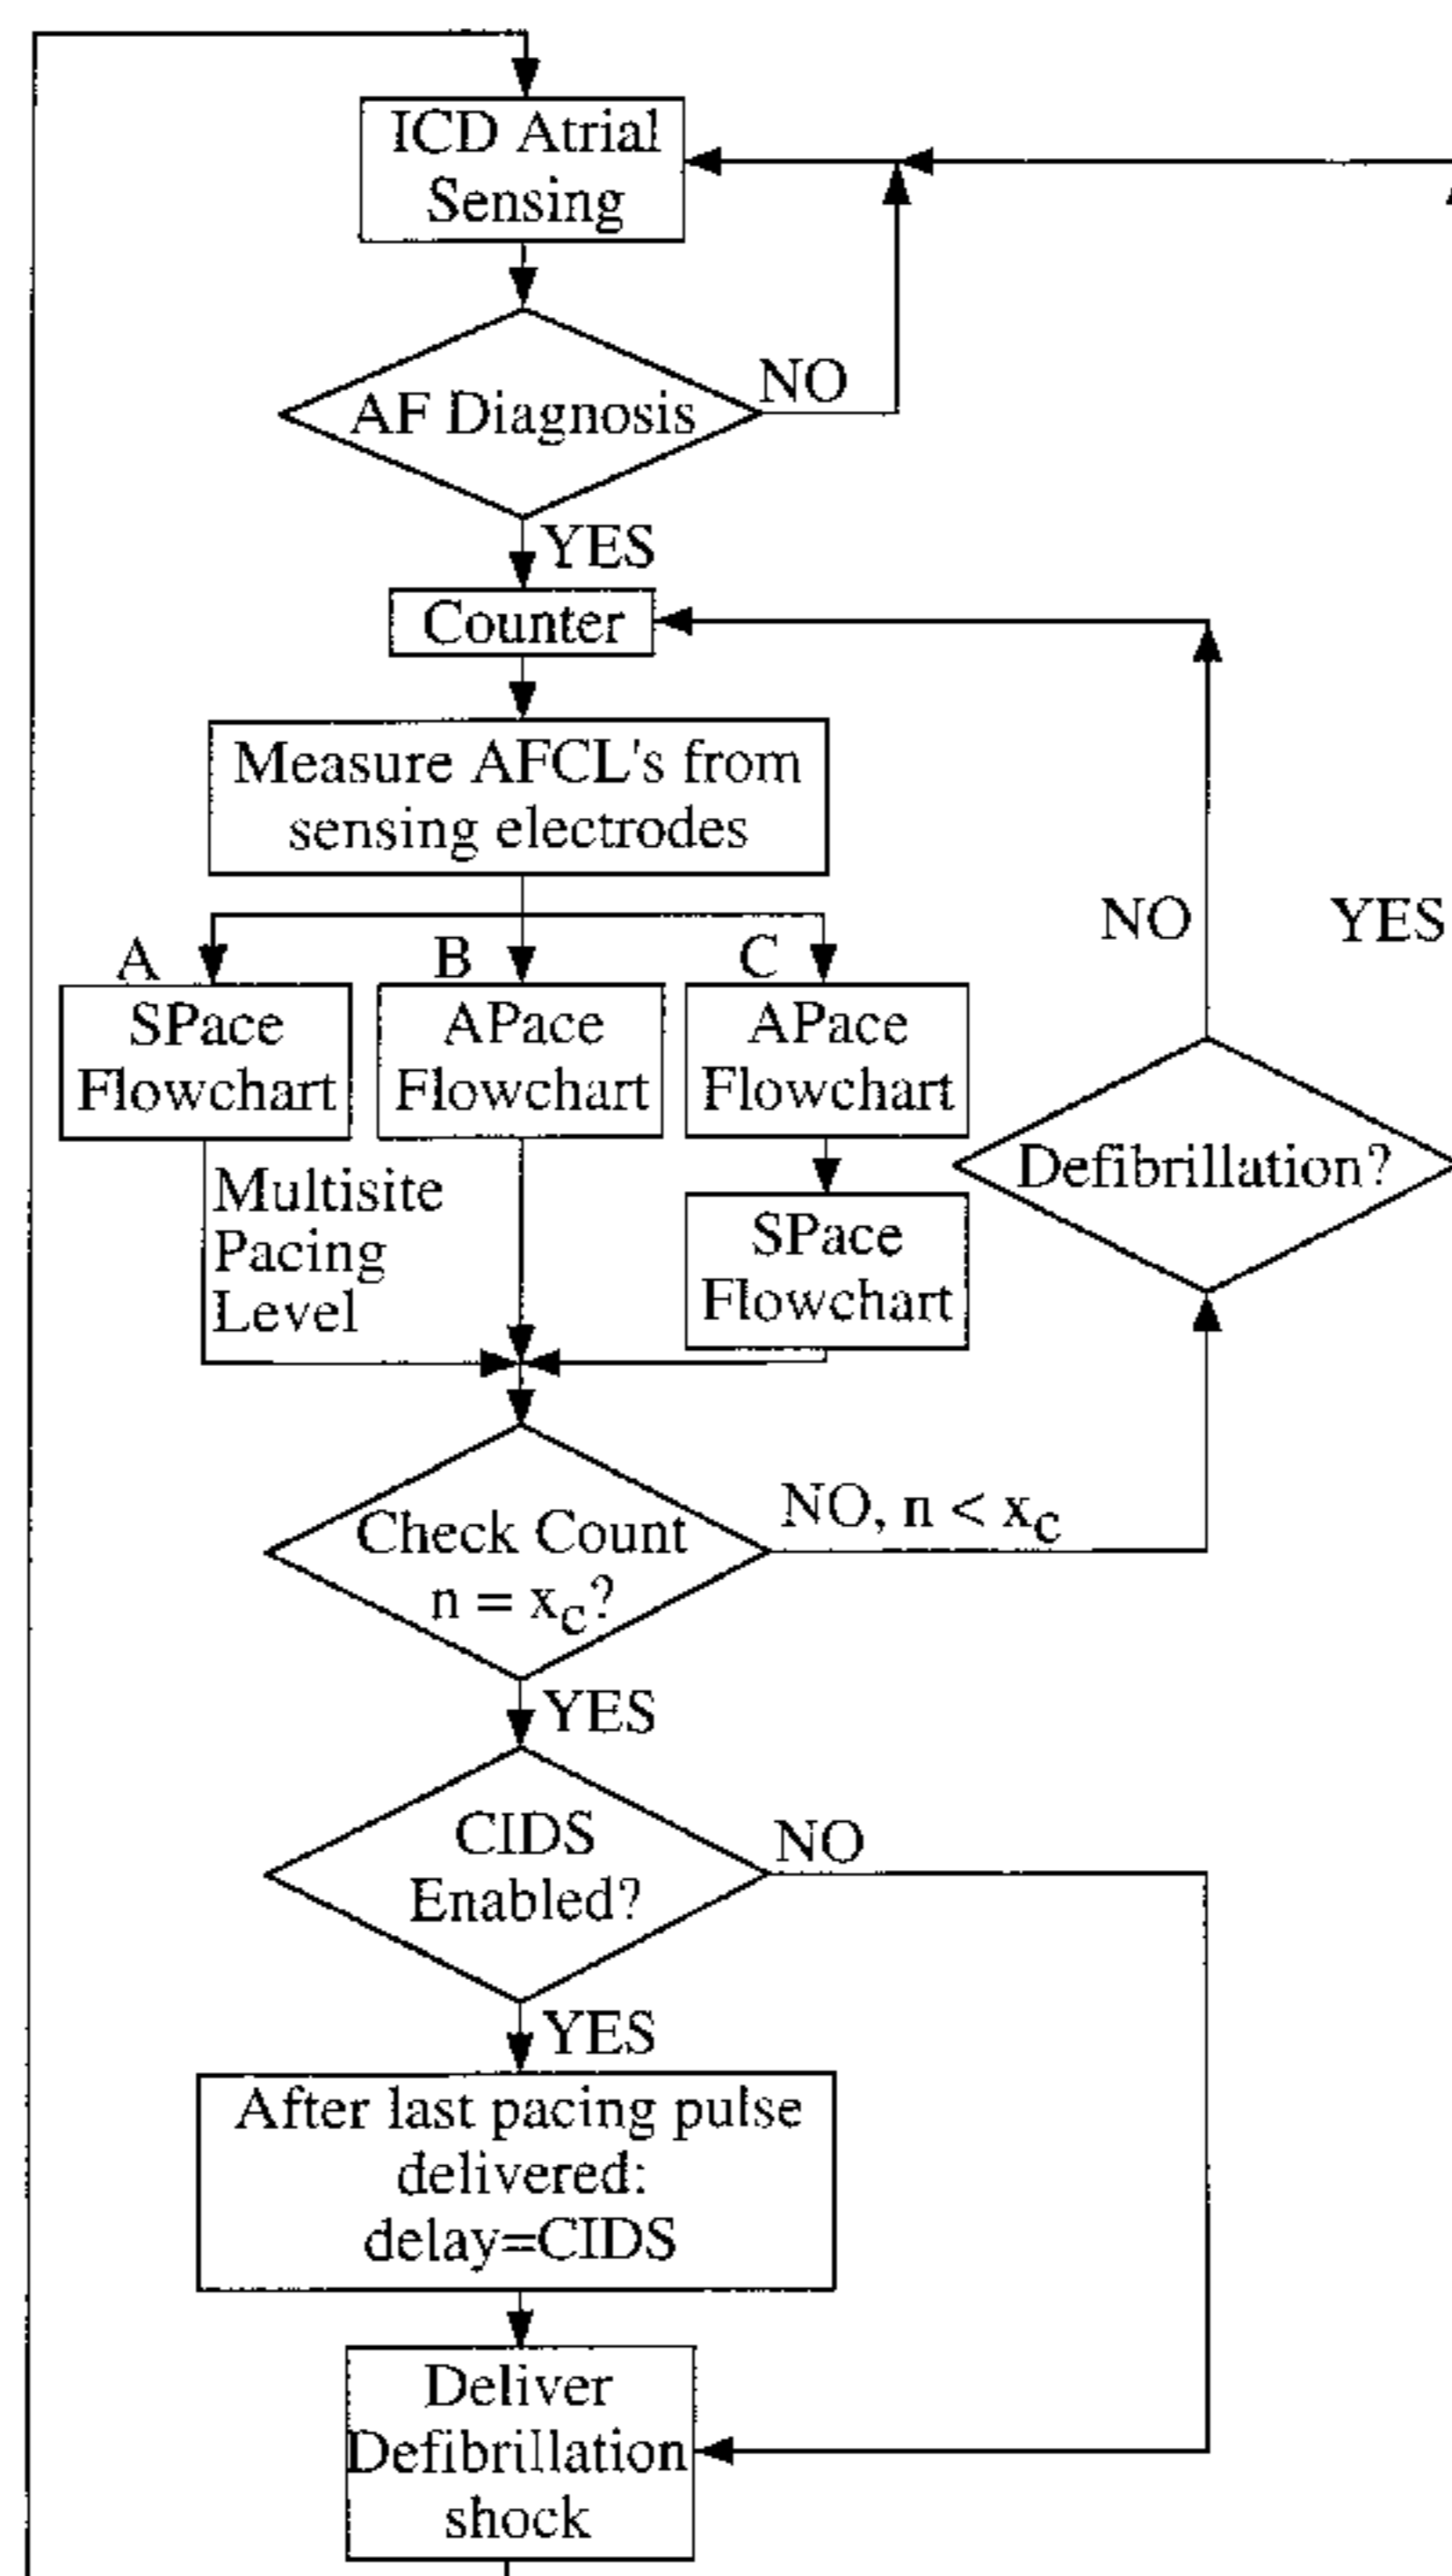 ICD Atrial
Sensing
AF Diagnosis
NO
YES
Counter
Measure AFCL's from
sensing electrodes
NO
YES
A
B
C
SPace
Flowchart
APace
Flowchart
APace
Flowchart
Defibrillation?
Multisite
Pacing
Level
SPace
Flowchart
Check Count
n = xc?
NO, n < xc
YES
CIDS
Enabled?
NO
YES
After last pacing pulse
delivered:
delay=CIDS
Deliver
Defibrillation
shock